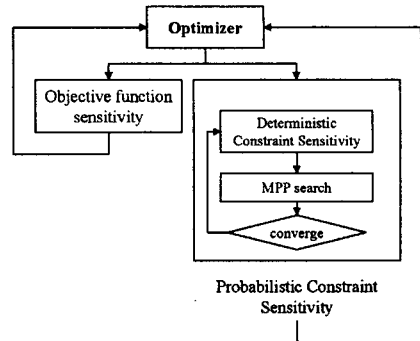 Optimizer
Objective function
sensitivity
Deterministic
Constraint Sensitivity
MPP search
converge
Probabilistic Constraint
Sensitivity